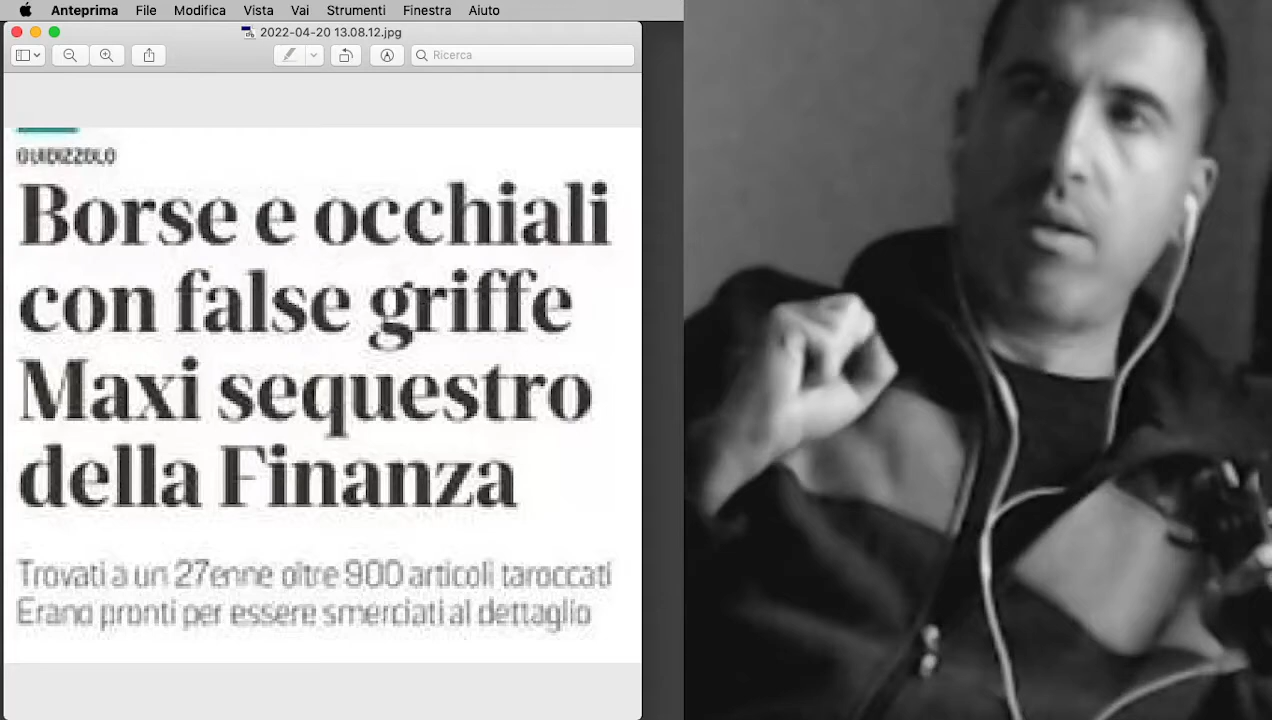 Anteprima File Modifica Vista Vai Strumenti Finestra Aiuto
2022-04-20 13.08.12.jpg
Ricerca
GUIDIZZOLO
Borse e occhiali
con false griffe
Maxi sequestro
della Finanza
Trovati a un 27enne oltre 900 articoli taroccati
Erano pronti per essere smerciati al dettaglio